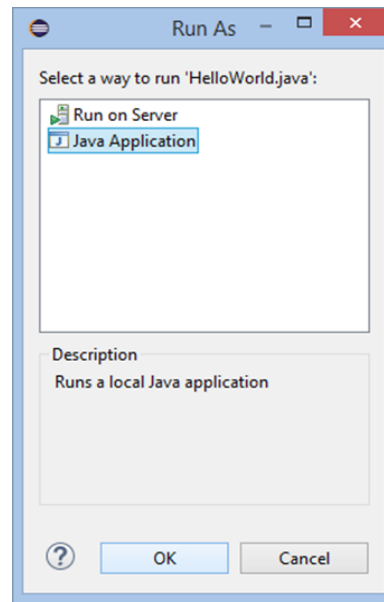 Run As
Select a way to run 'HelloWorld.java':
Run on Server
Java Application
Description
Runs a local Java application
?
OK
Cancel